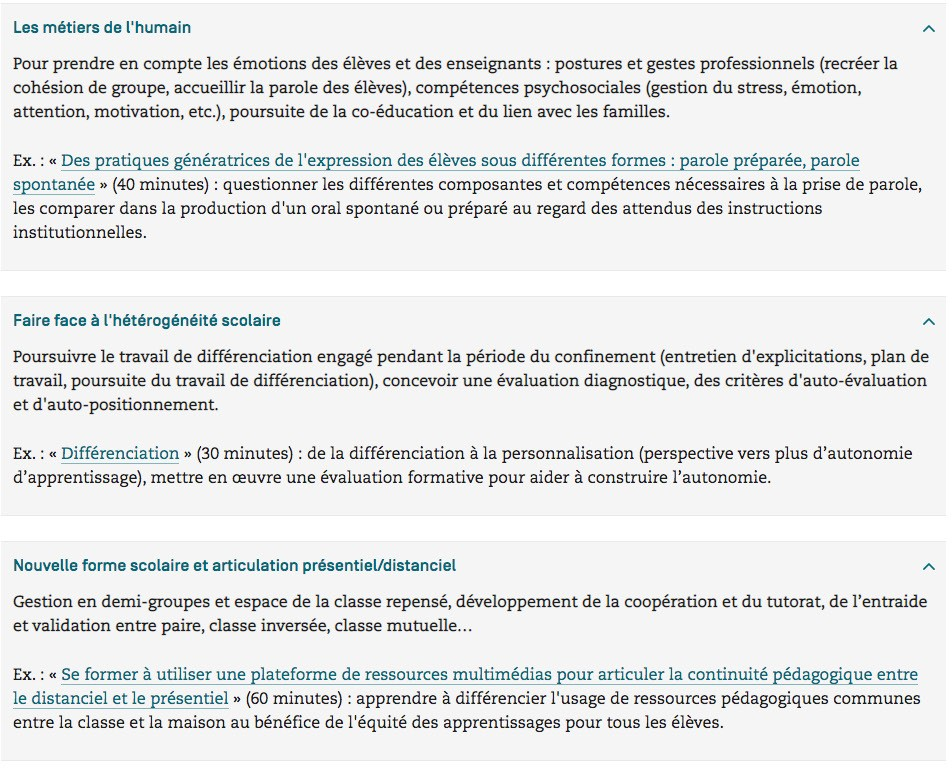 Les métiers de l'humain
Pour prendre en compte les émotions des élèves et des enseignants : postures et gestes professionnels (recréer la
cohésion de groupe, accueillir la parole des élèves), compétences psychosociales (gestion du stress, émotion,
attention, motivation, etc.), poursuite de la co-éducation et du lien avec les familles.
Ex. : « Des pratiques génératrices de l'expression des élèves sous différentes formes : parole préparée, parole
spontanée » (40 minutes) : questionner les différentes composantes et compétences nécessaires à la prise de parole,
les comparer dans la production d'un oral spontané ou préparé au regard des attendus des instructions
institutionnelles.
Faire face à l'hétérogénéité scolaire
Poursuivre le travail de différenciation engagé pendant la période du confinement (entretien d'explicitations, plan de
travail, poursuite du travail de différenciation), concevoir une évaluation diagnostique, des critères d'auto-évaluation
et d'auto-positionnement.
Ex. : « Différenciation » (30 minutes) : de la différenciation à la personnalisation (perspective vers plus d’autonomie
d’apprentissage), mettre en œuvre une évaluation formative pour aider à construire l’autonomie.
Nouvelle forme scolaire et articulation présentiel/distanciel
Gestion en demi-groupes et espace de la classe repensé, développement de la coopération et du tutorat, de l’entraide
et validation entre paire, classe inversée, classe mutuelle…
Ex. : « Se former à utiliser une plateforme de ressources multimédias pour articuler la continuité pédagogique entre
le distanciel et le présentiel » (60 minutes) : apprendre à différencier l'usage de ressources pédagogiques communes
entre la classe et la maison au bénéfice de l'équité des apprentissages pour tous les élèves.